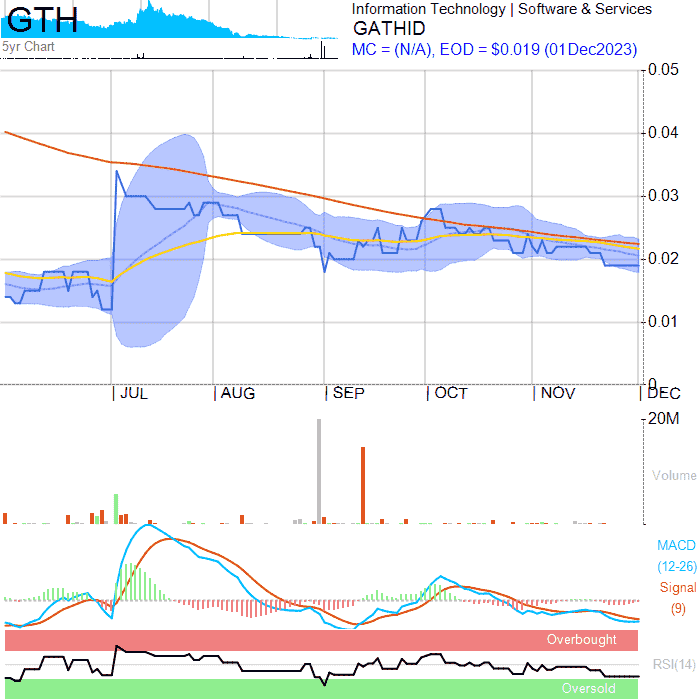 GTH
5yr Chart
Information Technology | Software & Services
GATHID
MC = (N/A), EOD = $0.019 (01Dec2023)
0.05
0.04
0.03
0.02
0.01
0
JUL AUG SEP OCT NOV DEC
20M
Volume
MACD
(12-26)
Signal
(9)
Overbought
RSI(14)
Oversold